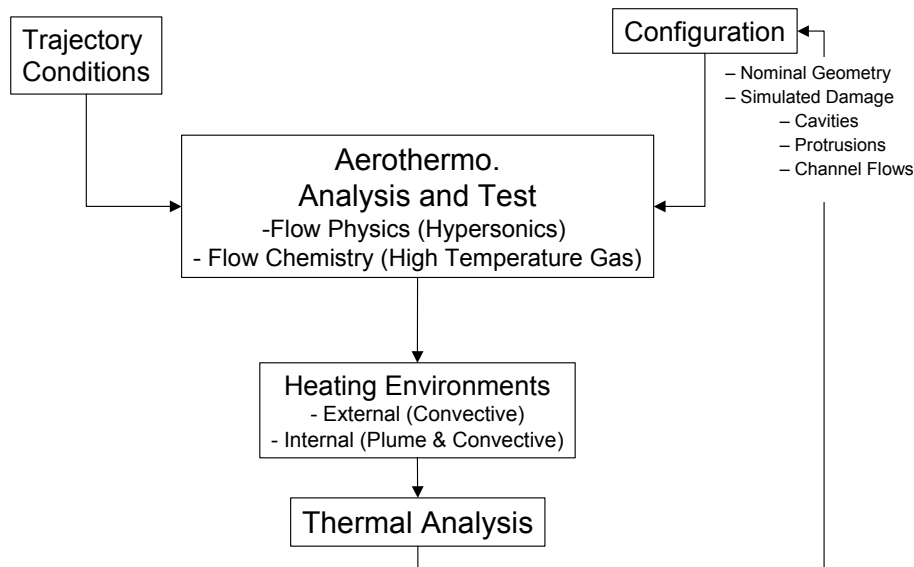 Trajectory
Conditions
Configuration
– Nominal Geometry
– Simulated Damage
– Cavities
– Protrusions
– Channel Flows
Aerothermo.
Analysis and Test
-Flow Physics (Hypersonics)
- Flow Chemistry (High Temperature Gas)
Heating Environments
- External (Convective)
- Internal (Plume & Convective)
Thermal Analysis